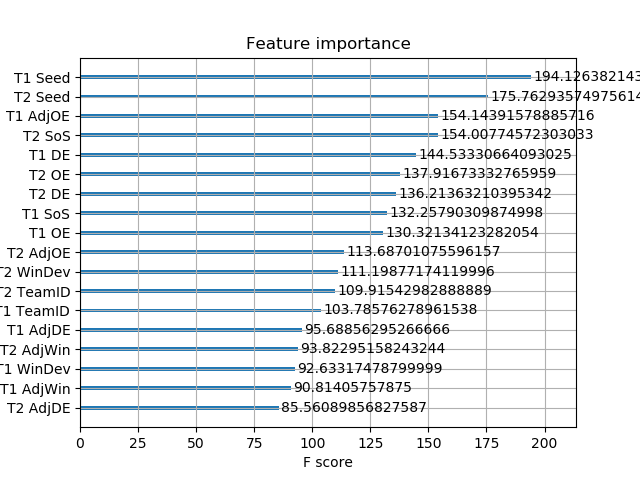 Feature importance
T1 Seed 194.126382143
T2 Seed 175.76293574975614
T1 AdjOE 154.14391578885716
T2 SoS 154.00774572303033
T1 DE 144.53330664093025
T2 OE 137.91673332765959
T2 DE 136.21363210395342
T1 SoS 132.25790309874998
T1 OE 130.32134123282054
T2 AdjOE 113.68701075596157
T2 WinDev 111.19877174119996
T2 TeamID 109.91542982888889
T1 TeamID 103.78576278961538
T1 AdjDE 95.68856295266666
T2 AdjWin 93.82295158243244
T1 WinDev 92.63317478799999
T1 AdjWin 90.81405757875
T2 AdjDE 85.56089856827587
0 25 50 75 100 125 150 175 200
F score